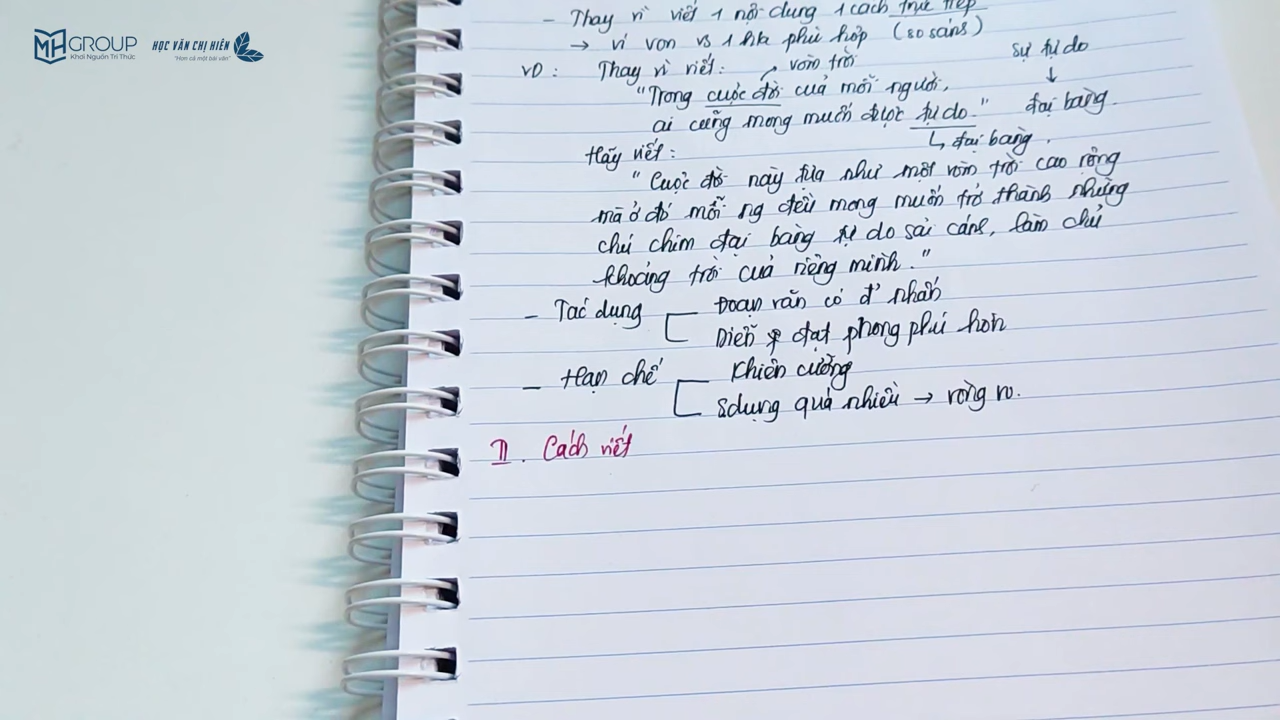 MH GROUP
Khơi Nguồn Tri Thức
HỌC VĂN CHỊ HIÊN
"Hơn cả một bài văn"
- Thay vì viết 1 nội dung 1 cách trực tiếp
→ ví von vs 1 h/a phù hợp (so sánh)
VD: Thay vì viết: vòm trời
sự tự do
"Trong cuộc đời của mỗi người,
ai cũng mong muốn được tự do." đại bàng
↳ đại bàng.
Hãy viết:
"Cuộc đời này tựa như một vòm trời cao rộng
mà ở đó mỗi ng đều mong muốn trở thành những
chú chim đại bàng tự do sải cánh, làm chủ
khoảng trời của riêng mình."
- Tác dụng
Đoạn văn có đ' nhấn
Diễn đạt phong phú hơn
- Hạn chế
Khiên cưỡng
Sdụng quá nhiều → rỗng
II. Cách viết